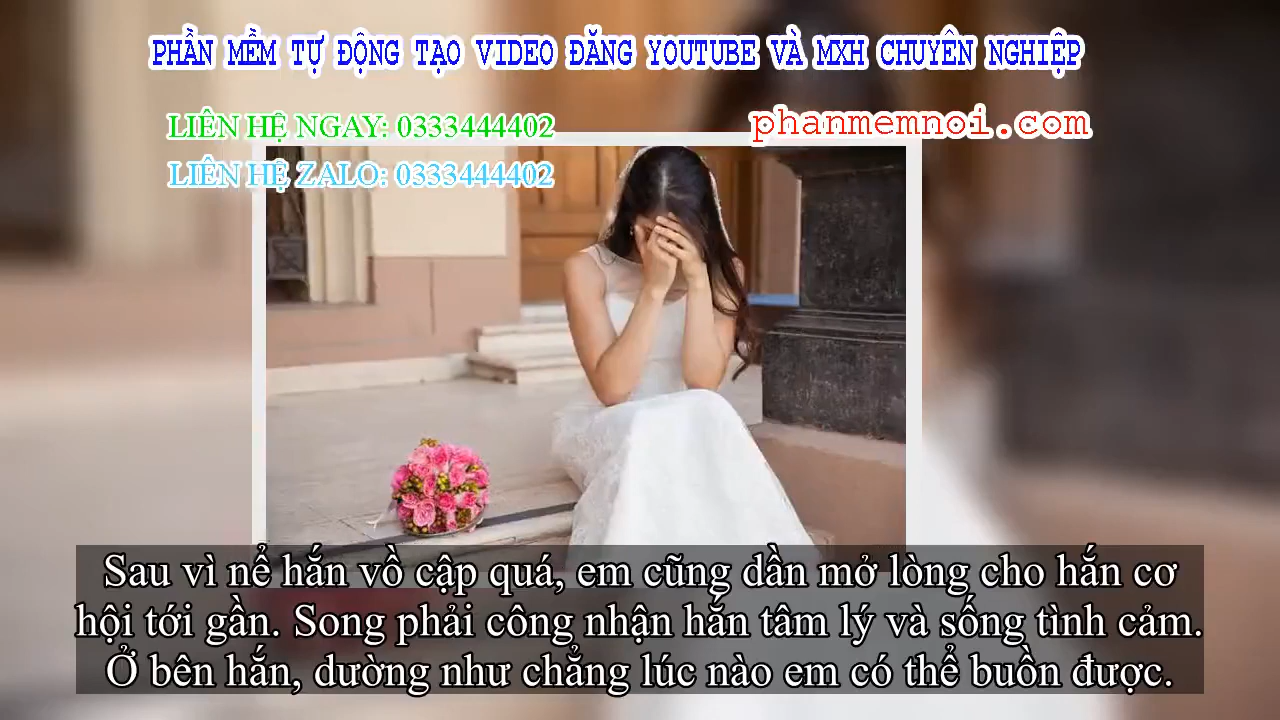 PHẦN MỀM TỰ ĐỘNG TẠO VIDEO ĐĂNG YOUTUBE VÀ MXH CHUYÊN NGHIỆP
LIÊN HỆ NGAY: 0333444402
phanmemnoi.com
LIÊN HỆ ZALO: 0333444402
Sau vì nể hắn vồ cập quá, em cũng dần mở lòng cho hắn cơ
hội tới gần. Song phải công nhận hắn tâm lý và sống tình cảm.
Ở bên hắn, dường như chẳng lúc nào em có thể buồn được.